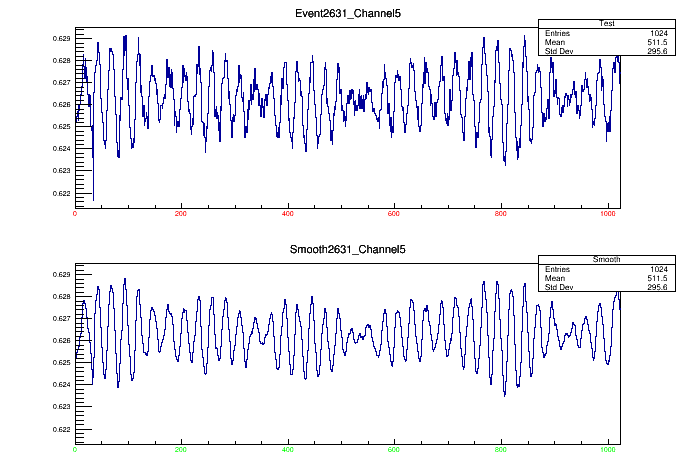 Event2631_Channel5
Test
Entries 1024
Mean 511.5
Std Dev 295.6
0.629
0.628
0.627
0.626
0.625
0.624
0.623
0.622
0 200 400 600 800 1000
Smooth2631_Channel5
Smooth
Entries 1024
Mean 511.5
Std Dev 295.6
0.629
0.628
0.627
0.626
0.625
0.624
0.623
0.622
0 200 400 600 800 1000